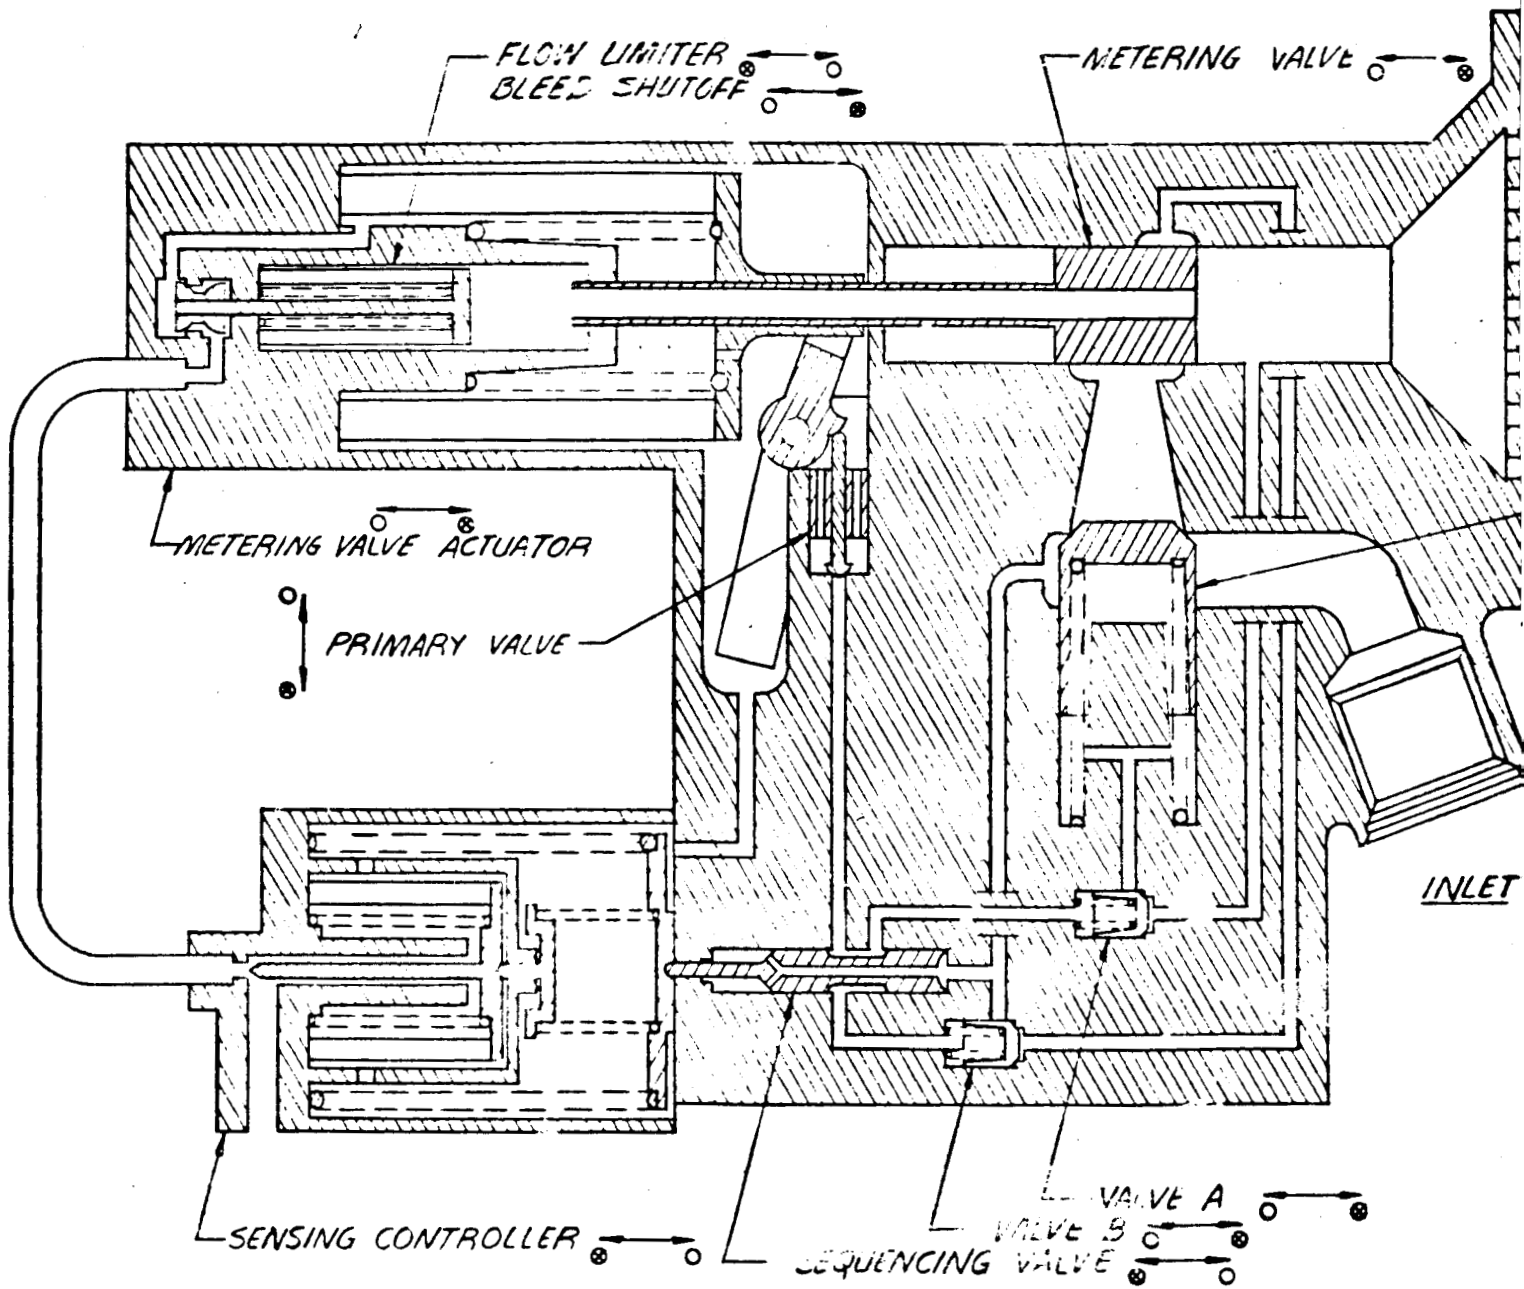 FLOW LIMITER
BLEED SHUTOFF
METERING VALVE
METERING VALVE ACTUATOR
PRIMARY VALVE
INLET
VALVE A
VALVE B
SENSING CONTROLLER
SEQUENCING VALVE